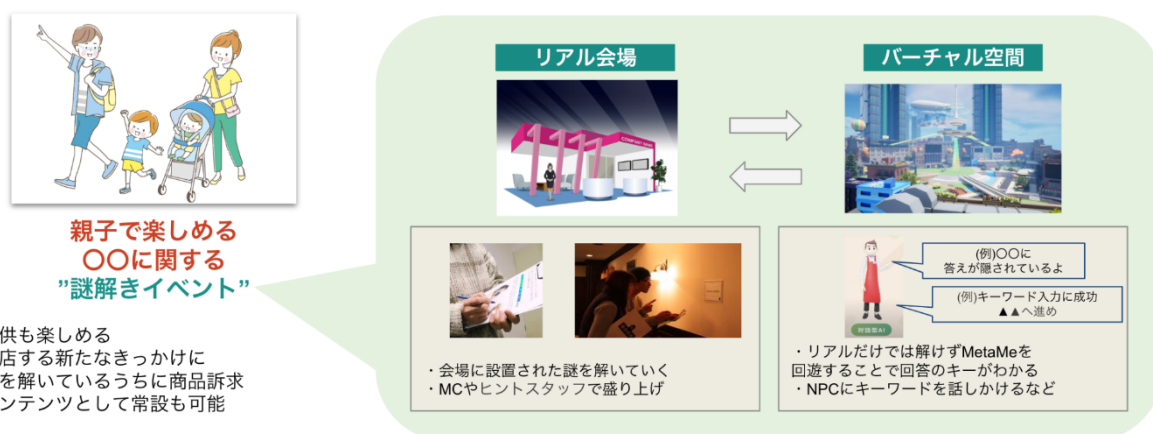 親子で楽しめる
〇〇に関する
”謎解きイベント”
供も楽しめる
店する新たなきっかけに
を解いているうちに商品訴求
ンテンツとして常設も可能
リアル会場
・会場に設置された謎を解いていく
・MCやヒントスタッフで盛り上げ
バーチャル空間
(例)〇〇に
答えが隠されているよ
(例)キーワード入力に成功
▲▲へ進め
対話型AI
・リアルだけでは解けずMetaMeを
回遊することで回答のキーがわかる
・NPCにキーワードを話しかけるなど